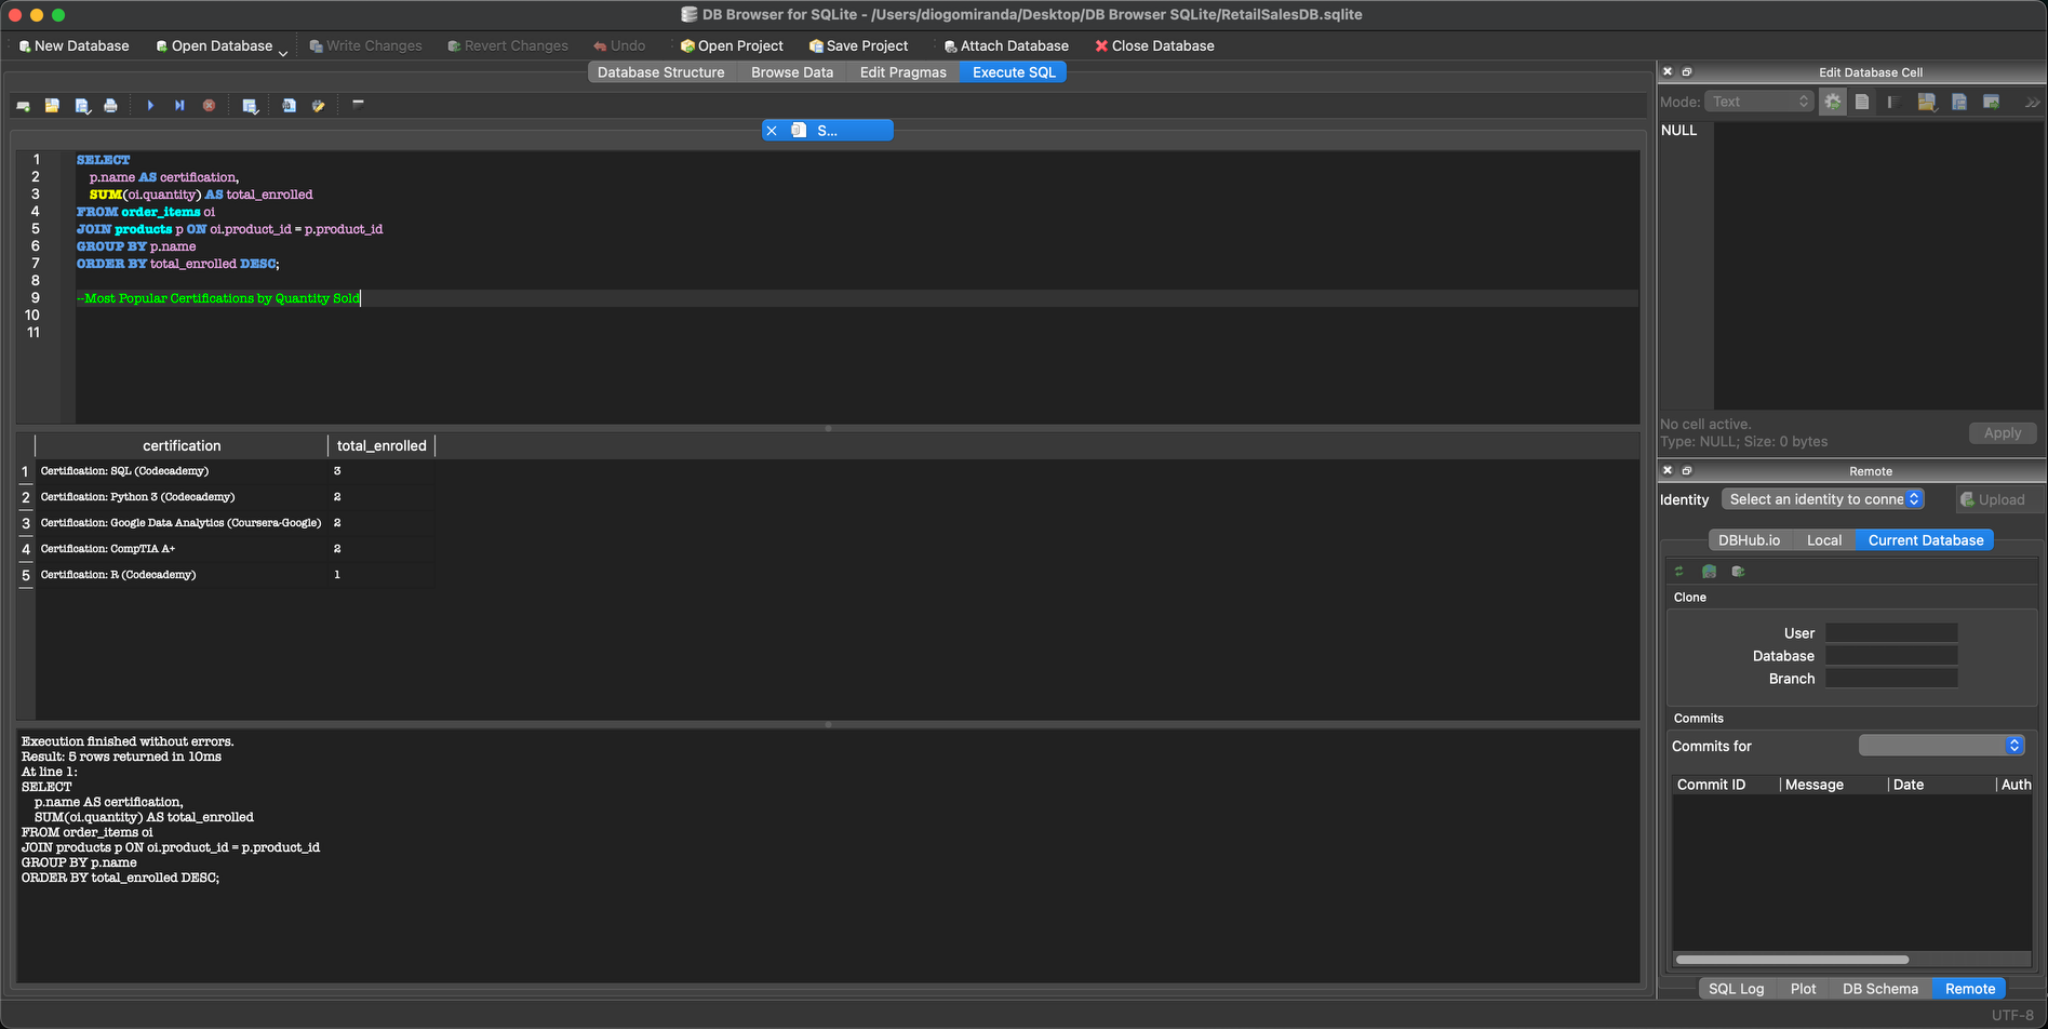 DB Browser for SQLite - /Users/diogomiranda/Desktop/DB Browser SQLite/RetailSalesDB.sqlite
New Database Open Database Write Changes Revert Changes Undo Open Project Save Project Attach Database Close Database
Database Structure Browse Data Edit Pragmas Execute SQL
S...
1 SELECT
2 p.name AS certification,
3 SUM(oi.quantity) AS total_enrolled
4 FROM order_items oi
5 JOIN products p ON oi.product_id = p.product_id
6 GROUP BY p.name
7 ORDER BY total_enrolled DESC;
8
9 --Most Popular Certifications by Quantity Sold
10
11
certification total_enrolled
1 Certification: SQL (Codecademy) 3
2 Certification: Python 3 (Codecademy) 2
3 Certification: Google Data Analytics (Coursera-Google) 2
4 Certification: CompTIA A+ 2
5 Certification: R (Codecademy) 1
Execution finished without errors.
Result: 5 rows returned in 10ms
At line 1:
SELECT
p.name AS certification,
SUM(oi.quantity) AS total_enrolled
FROM order_items oi
JOIN products p ON oi.product_id = p.product_id
GROUP BY p.name
ORDER BY total_enrolled DESC;
Edit Database Cell
Mode: Text
NULL
No cell active.
Type: NULL; Size: 0 bytes
Apply
Remote
Identity Select an identity to conne Upload
DBHub.io Local Current Database
Clone
User
Database
Branch
Commits
Commits for
Commit ID Message Date Auth
SQL Log Plot DB Schema Remote
UTF-8